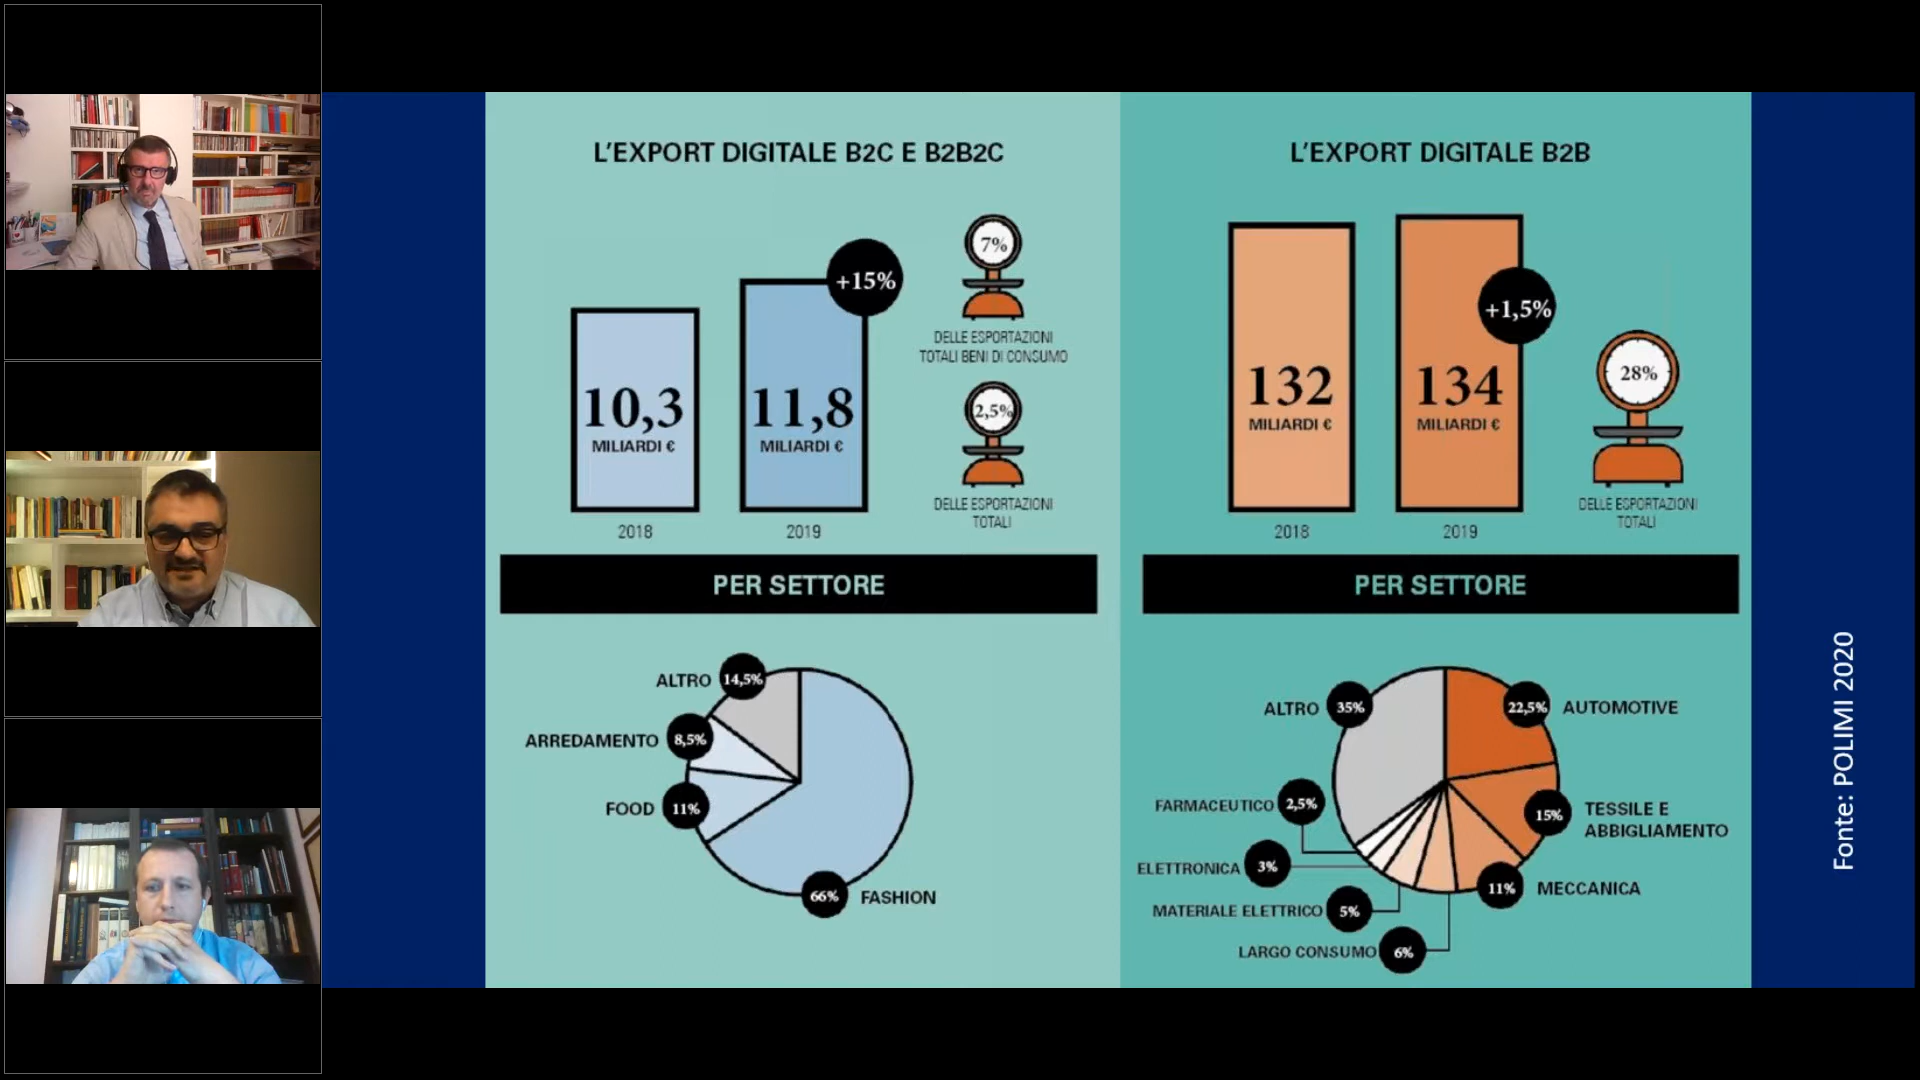 L'EXPORT DIGITALE B2C E B2B2C
10,3
MILIARDI €
2018
+15%
11,8
MILIARDI €
2019
7%
DELLE ESPORTAZIONI
TOTALI BENI DI CONSUMO
2,5%
DELLE ESPORTAZIONI
TOTALI
PER SETTORE
ALTRO 14,5%
ARREDAMENTO 8,5%
FOOD 11%
66% FASHION
L'EXPORT DIGITALE B2B
132
MILIARDI €
2018
+1,5%
134
MILIARDI €
2019
28%
DELLE ESPORTAZIONI
TOTALI
PER SETTORE
ALTRO 35%
22,5% AUTOMOTIVE
FARMACEUTICO 2,5%
15% TESSILE E
ABBIGLIAMENTO
ELETTRONICA 3%
11% MECCANICA
MATERIALE ELETTRICO 5%
LARGO CONSUMO 6%
Fonte: POLIMI 2020